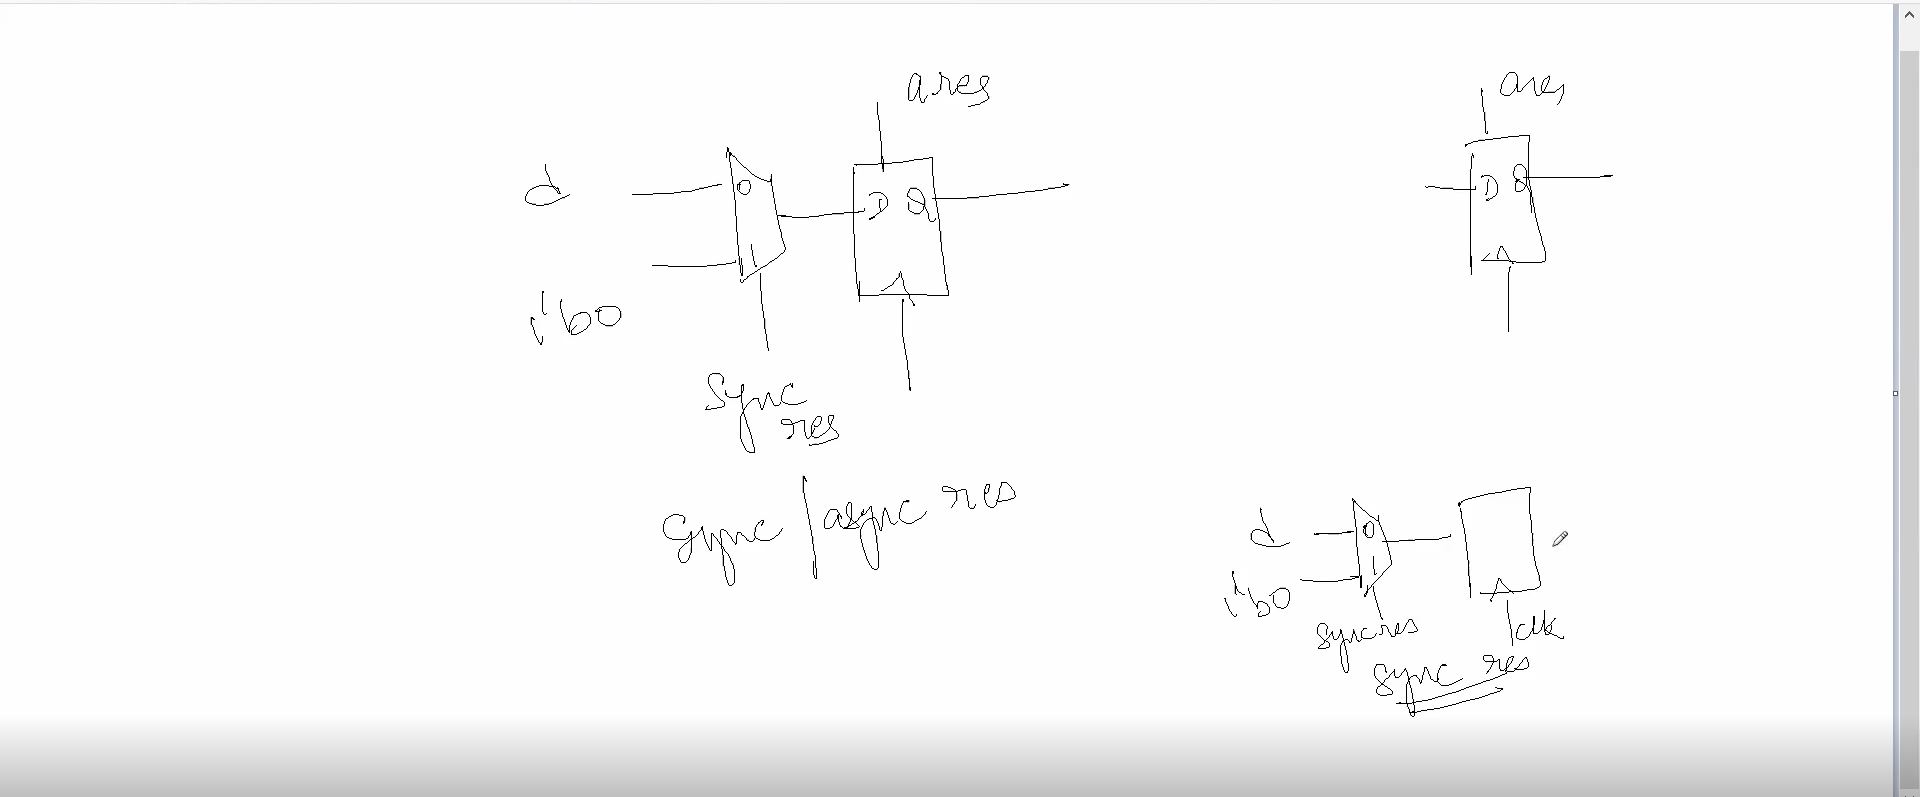 ares
d
0
D Q
1
1'b0
sync
res
sync | async res
ares
D Q
d
0
1
1'b0
syncres
clk
sync res